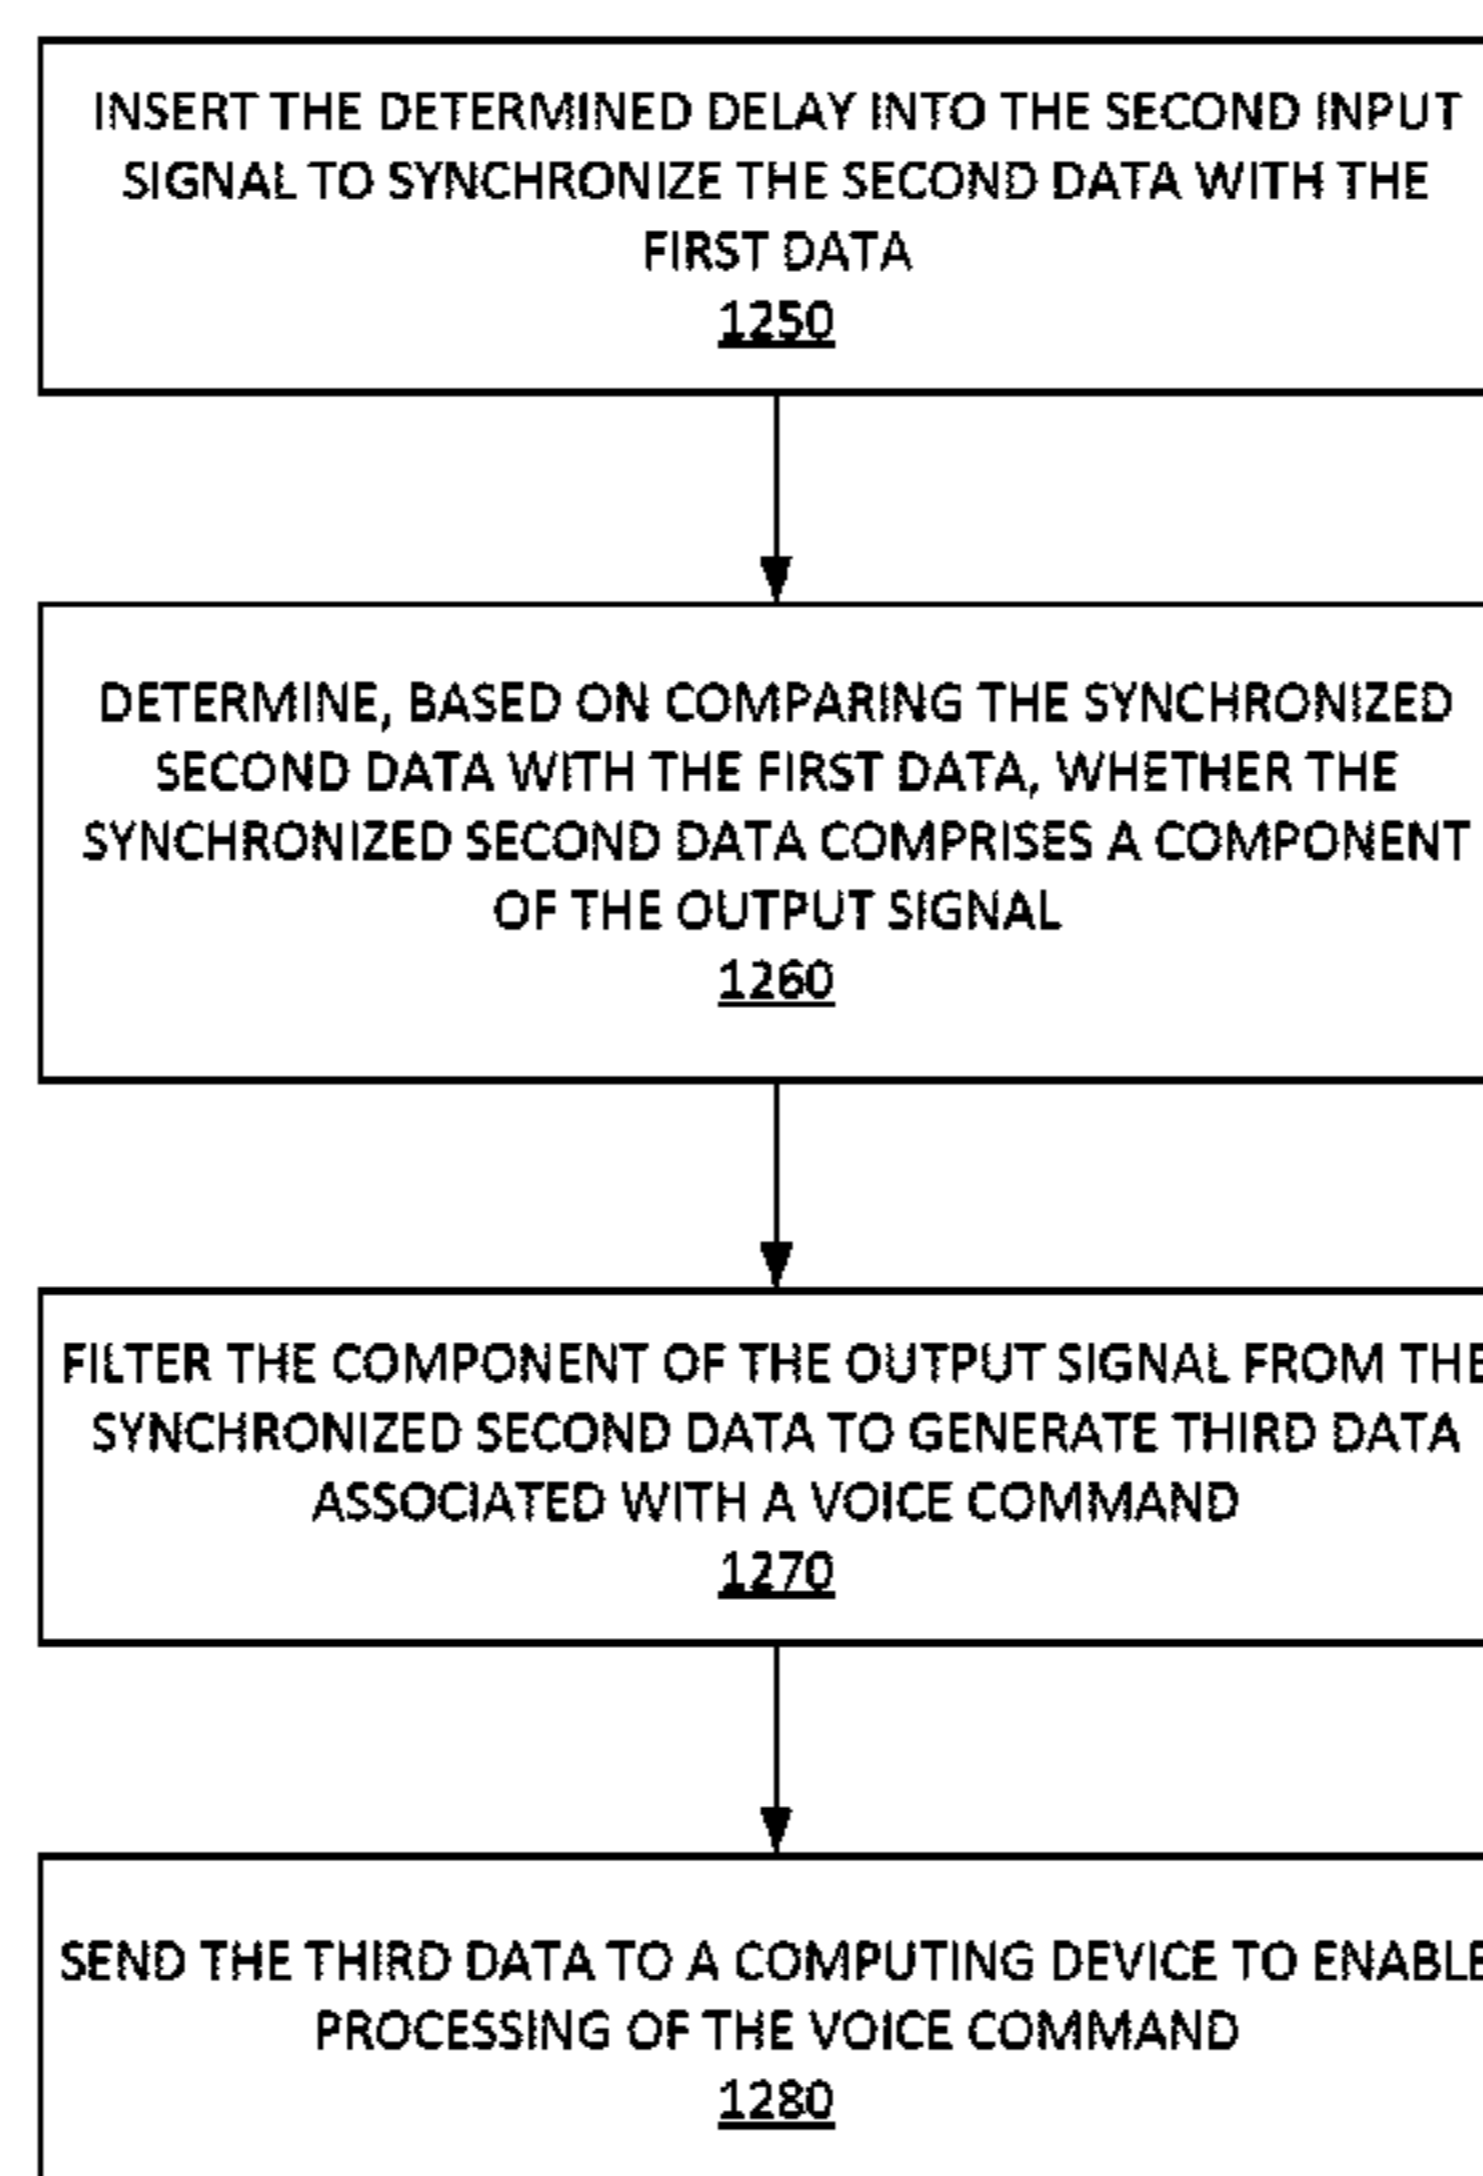 INSERT THE DETERMINED DELAY INTO THE SECOND INPUT
SIGNAL TO SYNCHRONIZE THE SECOND DATA WITH THE
FIRST DATA
1250
DETERMINE, BASED ON COMPARING THE SYNCHRONIZED
SECOND DATA WITH THE FIRST DATA, WHETHER THE
SYNCHRONIZED SECOND DATA COMPRISES A COMPONENT
OF THE OUTPUT SIGNAL
1260
FILTER THE COMPONENT OF THE OUTPUT SIGNAL FROM THE
SYNCHRONIZED SECOND DATA TO GENERATE THIRD DATA
ASSOCIATED WITH A VOICE COMMAND
1270
SEND THE THIRD DATA TO A COMPUTING DEVICE TO ENABLE
PROCESSING OF THE VOICE COMMAND
1280